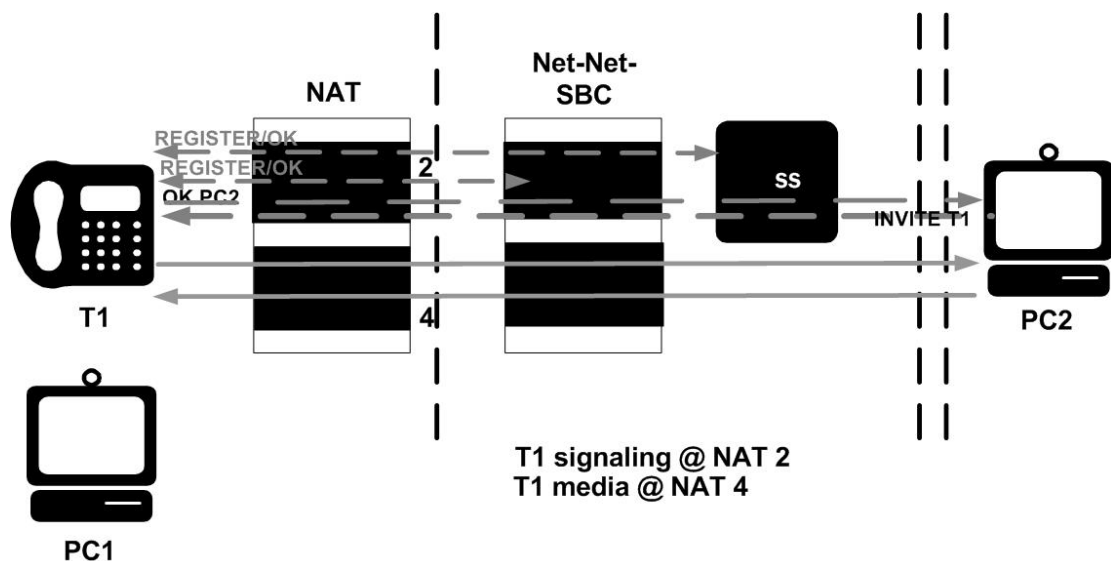 NAT
Net-Net-
SBC
REGISTER/OK
REGISTER/OK
2
OK PC2
SS
INVITE T1
4
T1
PC2
T1 signaling @ NAT 2
T1 media @ NAT 4
PC1